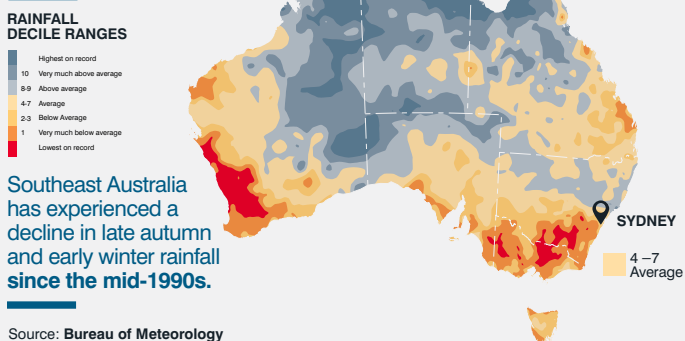 RAINFALL
DECILE RANGES
Highest on record
10 Very much above average
8-9 Above average
4-7 Average
2-3 Below Average
1 Very much below average
Lowest on record
Southeast Australia
has experienced a
decline in late autumn
and early winter rainfall
since the mid-1990s.
SYDNEY
4 –7
Average
Source: Bureau of Meteorology